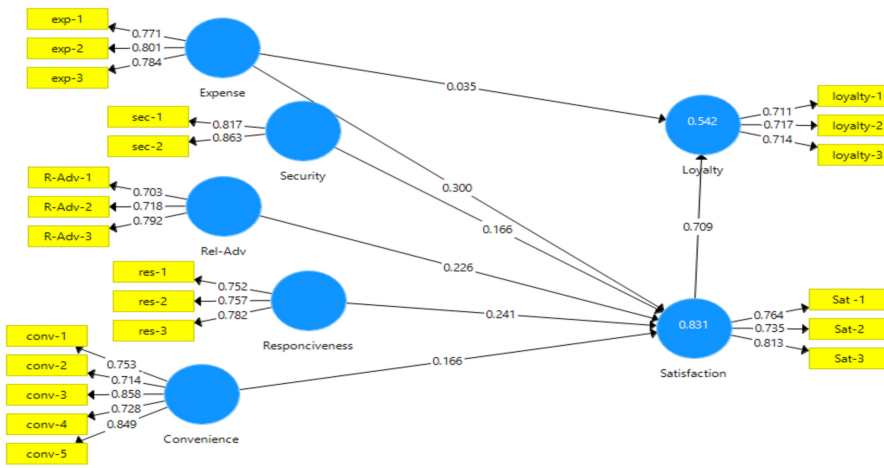 exp-1
exp-2
exp-3
0.771
0.801
0.784
Expense
sec-1
sec-2
0.817
0.863
Security
R-Adv-1
R-Adv-2
R-Adv-3
0.703
0.718
0.792
Rel-Adv
res-1
res-2
res-3
0.752
0.757
0.782
Responciveness
conv-1
conv-2
conv-3
conv-4
conv-5
0.753
0.714
0.858
0.728
0.849
Convenience
0.035
0.300
0.166
0.226
0.241
0.166
0.709
0.542
Loyalty
0.711
0.717
0.714
loyalty-1
loyalty-2
loyalty-3
0.831
Satisfaction
0.764
0.735
0.813
Sat -1
Sat-2
Sat-3